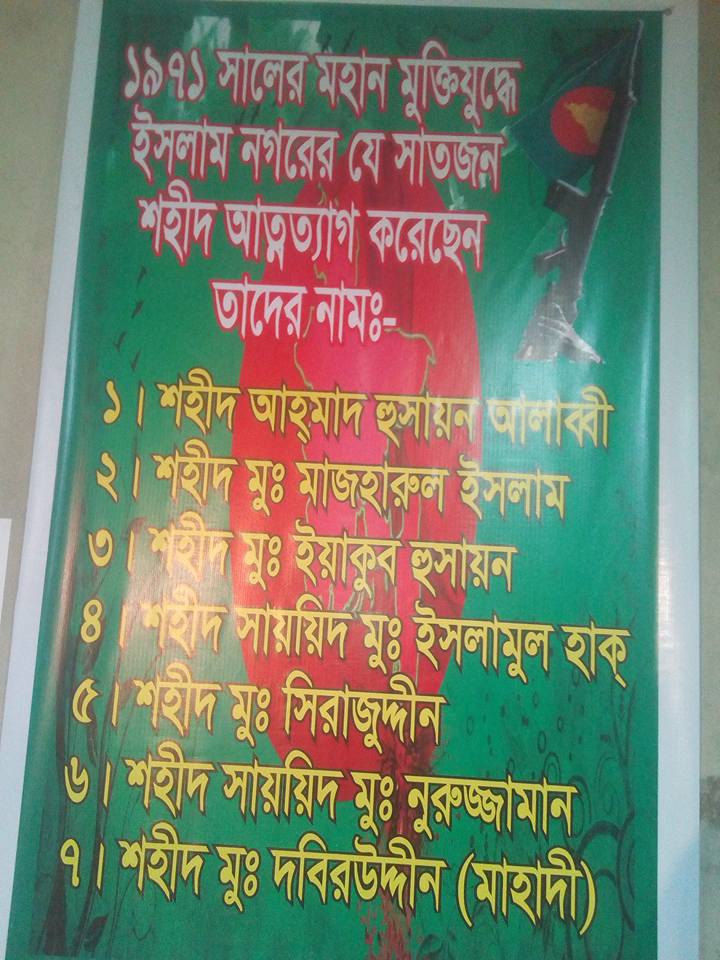 ১৯৭১ সালের মহান মুক্তিযুদ্ধে
ইসলাম নগরের যে সাতজন
শহীদ আত্নত্যাগ করেছেন
তাদের নামঃ-
১। শহীদ আহ্মাদ হুসায়ন আলাব্বী
২। শহীদ মুঃ মাজহারুল ইসলাম
৩। শহীদ মুঃ ইয়াকুব হুসায়ন
৪। শহীদ সায়য়িদ মুঃ ইসলামুল হাক্
৫। শহীদ মুঃ সিরাজুদ্দীন
৬। শহীদ সায়য়িদ মুঃ নুরুজ্জামান
৭। শহীদ মুঃ দবিরউদ্দীন (মাহাদী)